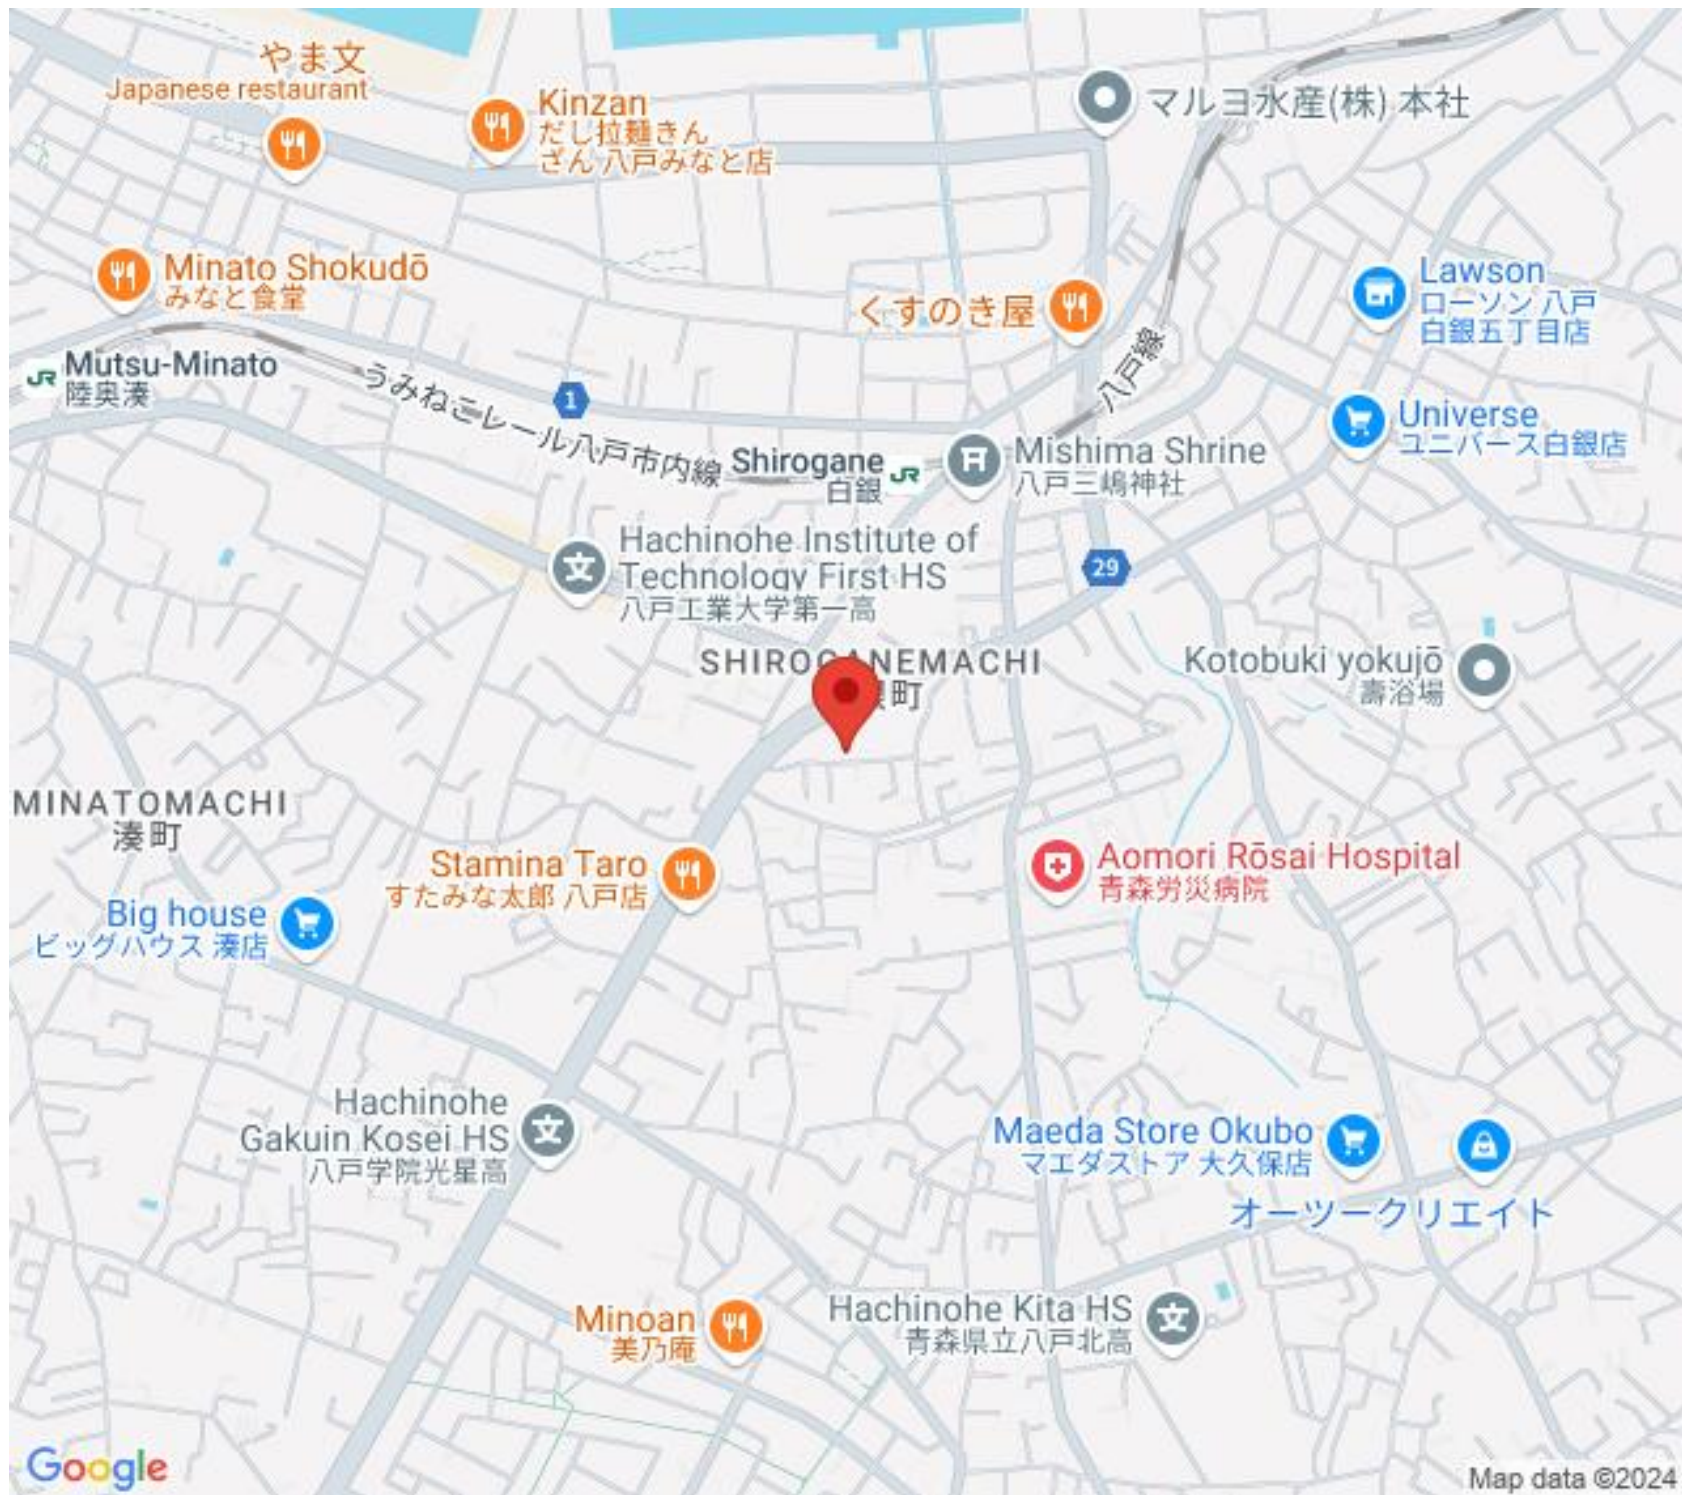 やま文
Japanese restaurant
Kinzan
だし拉麺きん
ざん 八戸みなと店
マルヨ水産(株) 本社
Minato Shokudō
みなと食堂
くすのき屋
Lawson
ローソン 八戸
白銀五丁目店
Mutsu-Minato
陸奥湊
うみねこレール八戸市内線
1
八戸線
Universe
ユニバース白銀店
Shirogane
白銀
Mishima Shrine
八戸三嶋神社
Hachinohe Institute of
Technology First HS
八戸工業大学第一高
29
SHIROGANEMACHI
町
Kotobuki yokujō
壽浴場
MINATOMACHI
湊町
Stamina Taro
すたみな太郎 八戸店
Aomori Rōsai Hospital
青森労災病院
Big house
ビッグハウス 湊店
Hachinohe
Gakuin Kosei HS
八戸学院光星高
Maeda Store Okubo
マエダストア 大久保店
オーツークリエイト
Minoan
美乃庵
Hachinohe Kita HS
青森県立八戸北高
Google
Map data ©2024